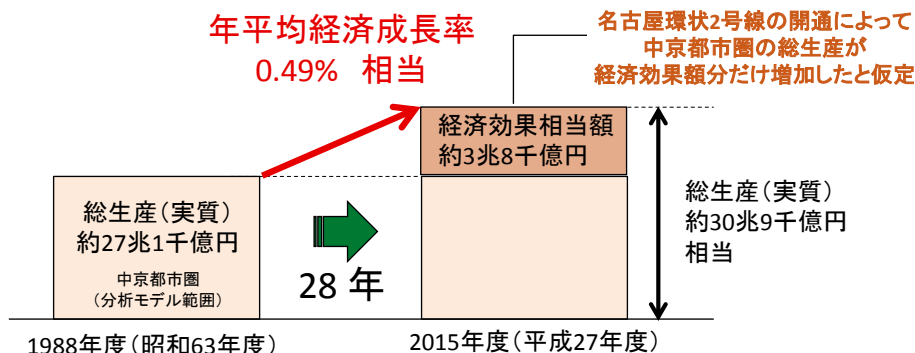 年平均経済成長率
0.49% 相当
名古屋環状2号線の開通によって
中京都市圏の総生産が
経済効果額分だけ増加したと仮定
経済効果相当額
約3兆8千億円
総生産(実質)
約27兆1千億円
中京都市圏
(分析モデル範囲)
28 年
総生産(実質)
約30兆9千億円
相当
1988年度(昭和63年度)
2015年度(平成27年度)